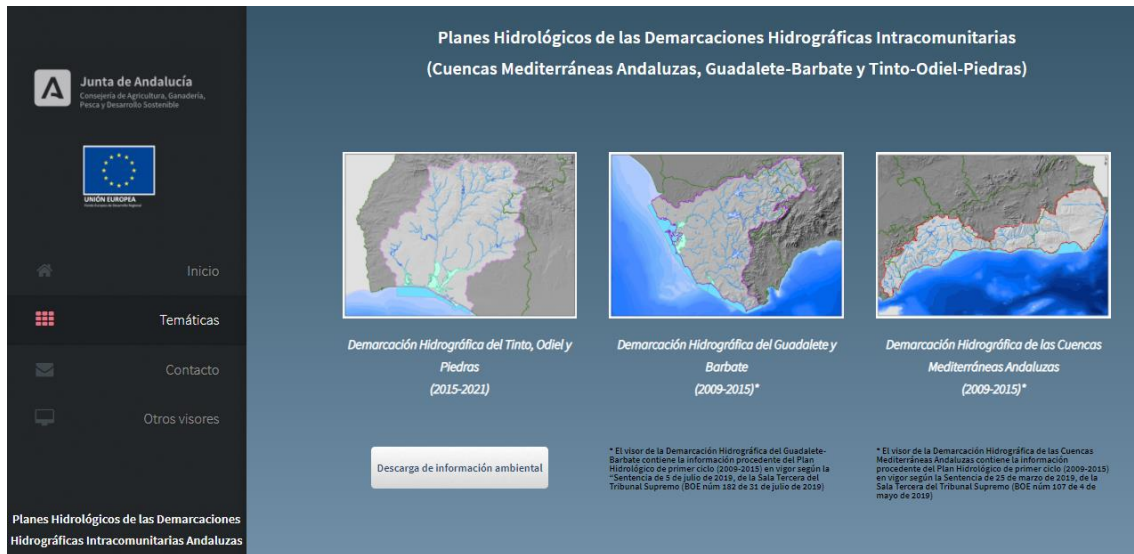 Junta de Andalucía
Consejería de Agricultura, Ganadería,
Pesca y Desarrollo Sostenible
UNIÓN EUROPEA
Fondo Europeo de Desarrollo Regional
Inicio
Temáticas
Contacto
Otros visores
Planes Hidrológicos de las Demarcaciones
Hidrográficas Intracomunitarias Andaluzas
Planes Hidrológicos de las Demarcaciones Hidrográficas Intracomunitarias
(Cuencas Mediterráneas Andaluzas, Guadalete-Barbate y Tinto-Odiel-Piedras)
Demarcación Hidrográfica del Tinto, Odiel y
Piedras
(2015-2021)
Descarga de información ambiental
Demarcación Hidrográfica del Guadalete y
Barbate
(2009-2015)*
* El visor de la Demarcación Hidrográfica del Guadalete-
Barbate contiene la información procedente del Plan
Hidrológico de primer ciclo (2009-2015) en vigor según la
"Sentencia de 5 de julio de 2019, de la Sala Tercera del
Tribunal Supremo (BOE núm 182 de 31 de julio de 2019)
Demarcación Hidrográfica de las Cuencas
Mediterráneas Andaluzas
(2009-2015)*
* El visor de la Demarcación Hidrográfica de las Cuencas
Mediterráneas Andaluzas contiene la información
procedente del Plan Hidrológico de primer ciclo (2009-2015)
en vigor según la Sentencia de 25 de marzo de 2019, de la
Sala Tercera del Tribunal Supremo (BOE núm 107 de 4 de
mayo de 2019)